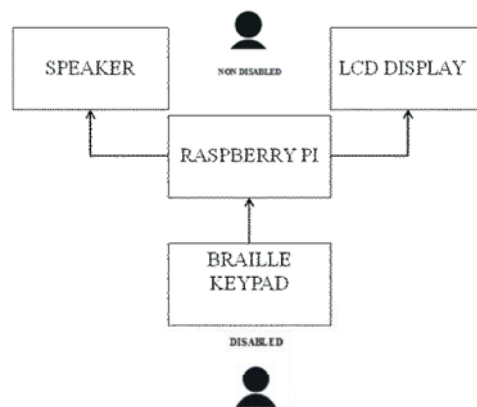 SPEAKER
NON DISABLED
LCD DISPLAY
RASPBERRY PI
BRAILLE
KEYPAD
DISABLED